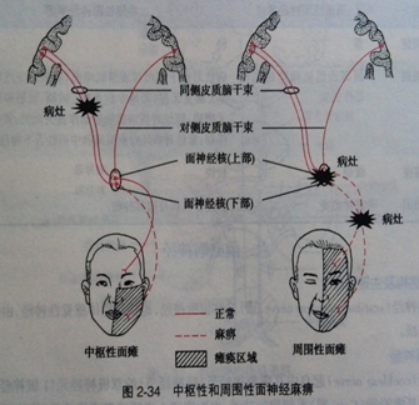 同侧皮质脑干束
病灶
对侧皮质脑干束
面神经核(上部)
病灶
面神经核(下部)
病灶
正常
麻痹
瘫痪区域
中枢性面瘫
周围性面瘫
图 2-34 中枢性和周围性面神经麻痹